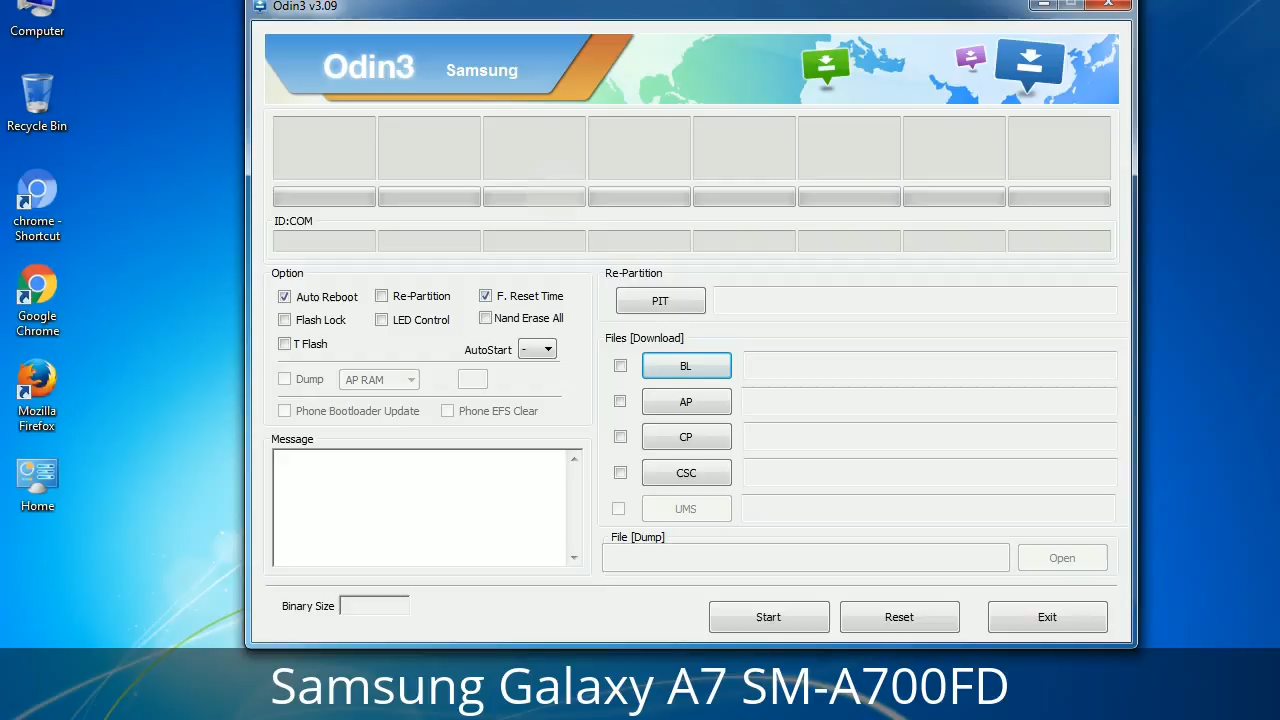 Computer
Recycle Bin
chrome -
Shortcut
Google
Chrome
Mozilla
Firefox
Home
Odin3 v3.09
Odin3 Samsung
ID:COM
Option
Auto Reboot
Re-Partition
F. Reset Time
Flash Lock
LED Control
Nand Erase All
T Flash
AutoStart -
Dump
AP RAM
Phone Bootloader Update
Phone EFS Clear
Message
Re-Partition
PIT
Files [Download]
BL
AP
CP
CSC
UMS
File [Dump]
Open
Binary Size
Start
Reset
Exit
Samsung Galaxy A7 SM-A700FD